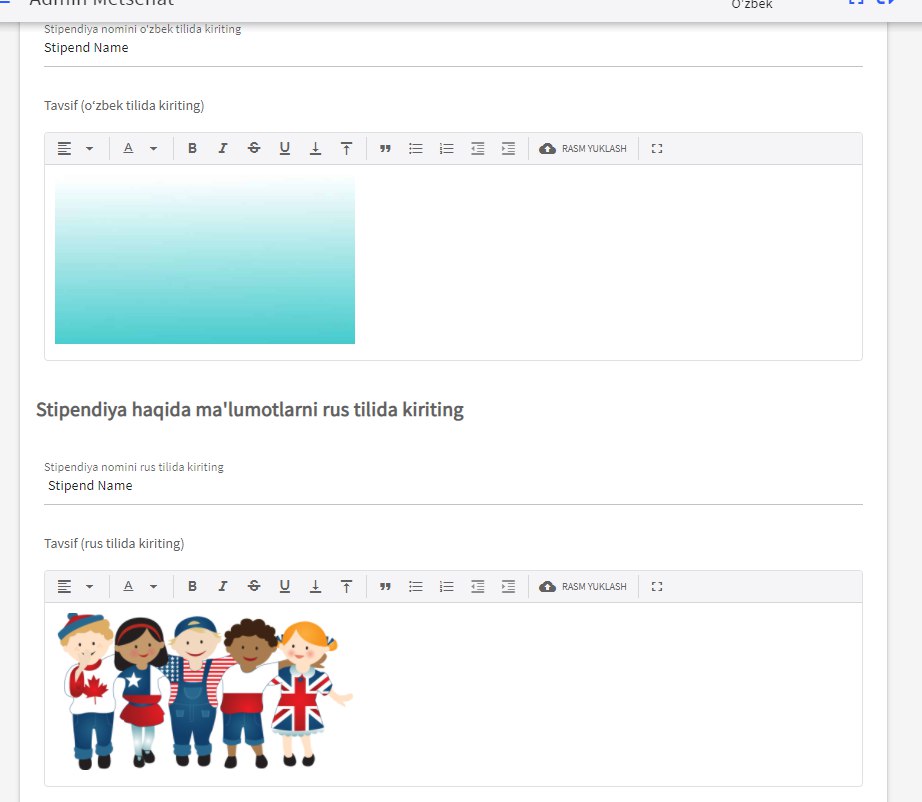 Admin Metsenat
O'zbek
Stipendiya nomini o'zbek tilida kiriting
Stipend Name
Tavsif (o'zbek tilida kiriting)
A B I S U RASM YUKLASH
Stipendiya haqida ma'lumotlarni rus tilida kiriting
Stipendiya nomini rus tilida kiriting
Stipend Name
Tavsif (rus tilida kiriting)
A B I S U RASM YUKLASH